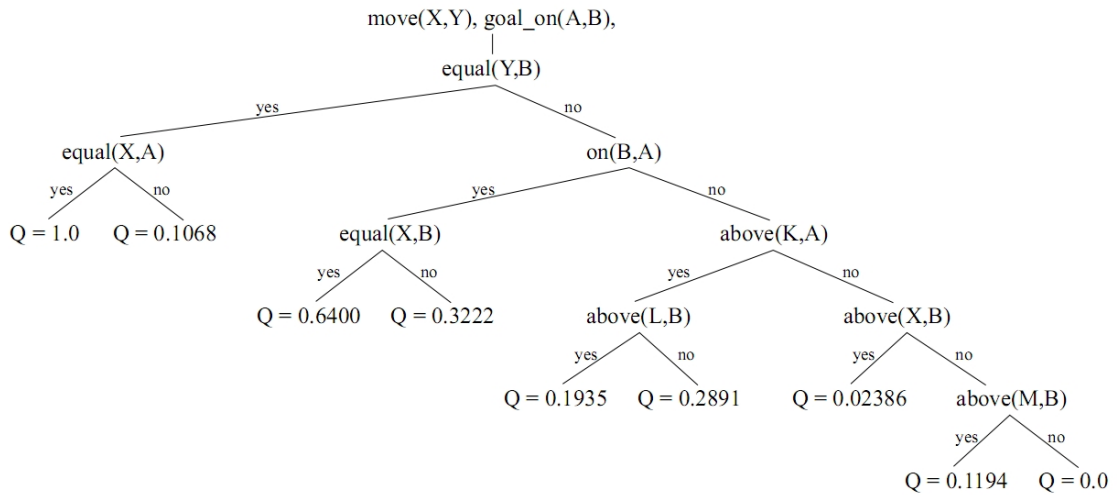 move(X,Y), goal_on(A,B),
equal(Y,B)
yes no
equal(X,A) on(B,A)
yes no yes no
Q = 1.0 Q = 0.1068 equal(X,B) above(K,A)
yes no yes no
Q = 0.6400 Q = 0.3222 above(L,B) above(X,B)
yes no yes no
Q = 0.1935 Q = 0.2891 Q = 0.02386 above(M,B)
yes no
Q = 0.1194 Q = 0.0